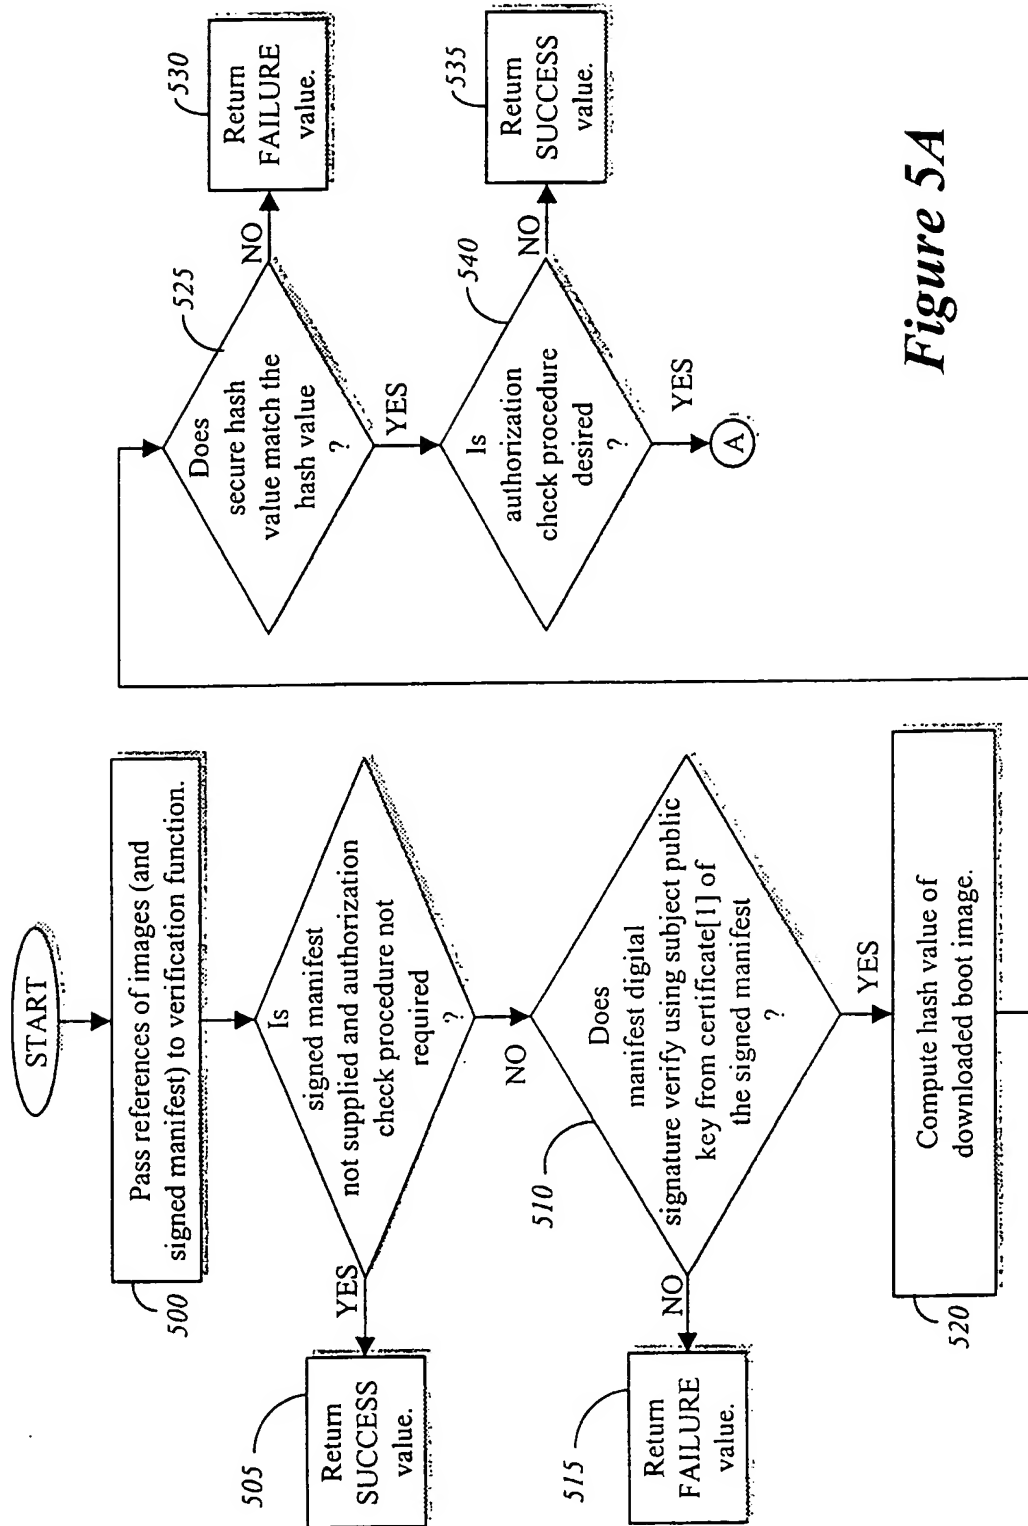 START
Pass references of images (and
signed manifest) to verification function.
500
Is
signed manifest
not supplied and authorization
check procedure not
required
?
YES
NO
Return
SUCCESS
value.
505
Does
manifest digital
signature verify using subject public
key from certificate[1] of
the signed manifest
?
510
NO
YES
Return
FAILURE
value.
515
Compute hash value of
downloaded boot image.
520
Does
secure hash
value match the
hash value
?
525
NO
YES
Return
FAILURE
value.
530
Is
authorization
check procedure
desired
?
540
NO
YES
Return
SUCCESS
value.
535
A
Figure 5A